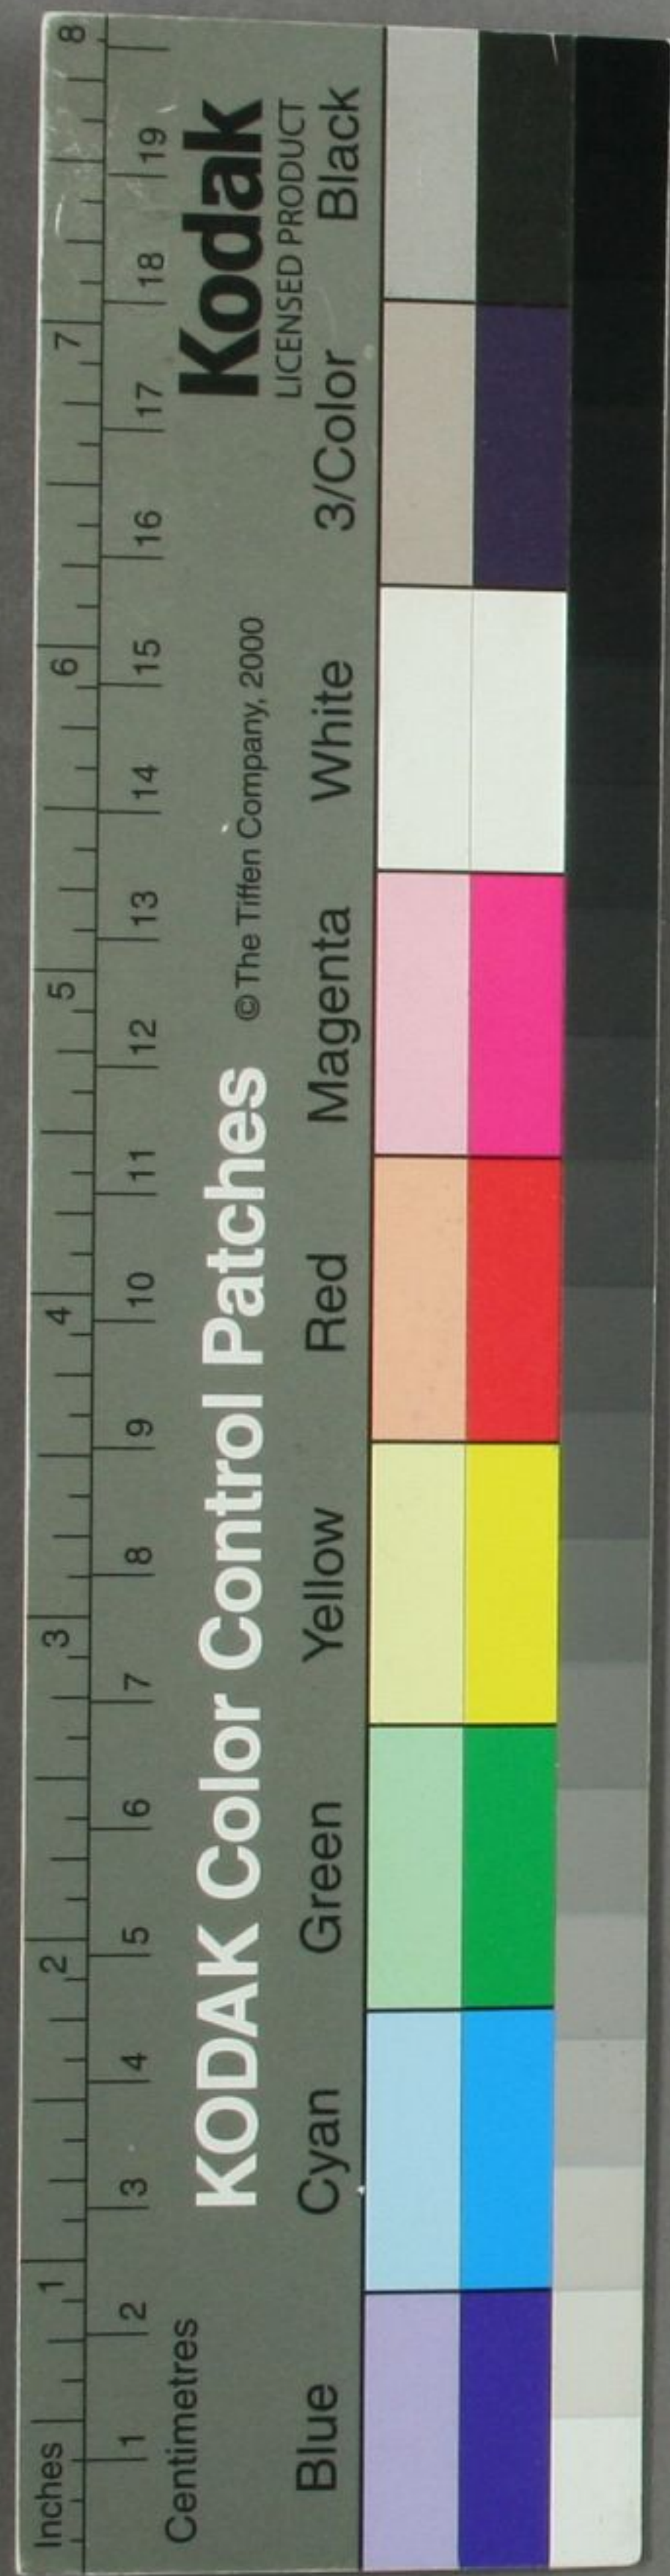 Inches 1 2 3 4 5 6 7 8
1 2 3 4 5 6 7 8 9 10 11 12 13 14 15 16 17 18 19
Centimetres
KODAK Color Control Patches
© The Tiffen Company, 2000
Kodak
LICENSED PRODUCT
Blue Cyan Green Yellow Red Magenta White 3/Color Black